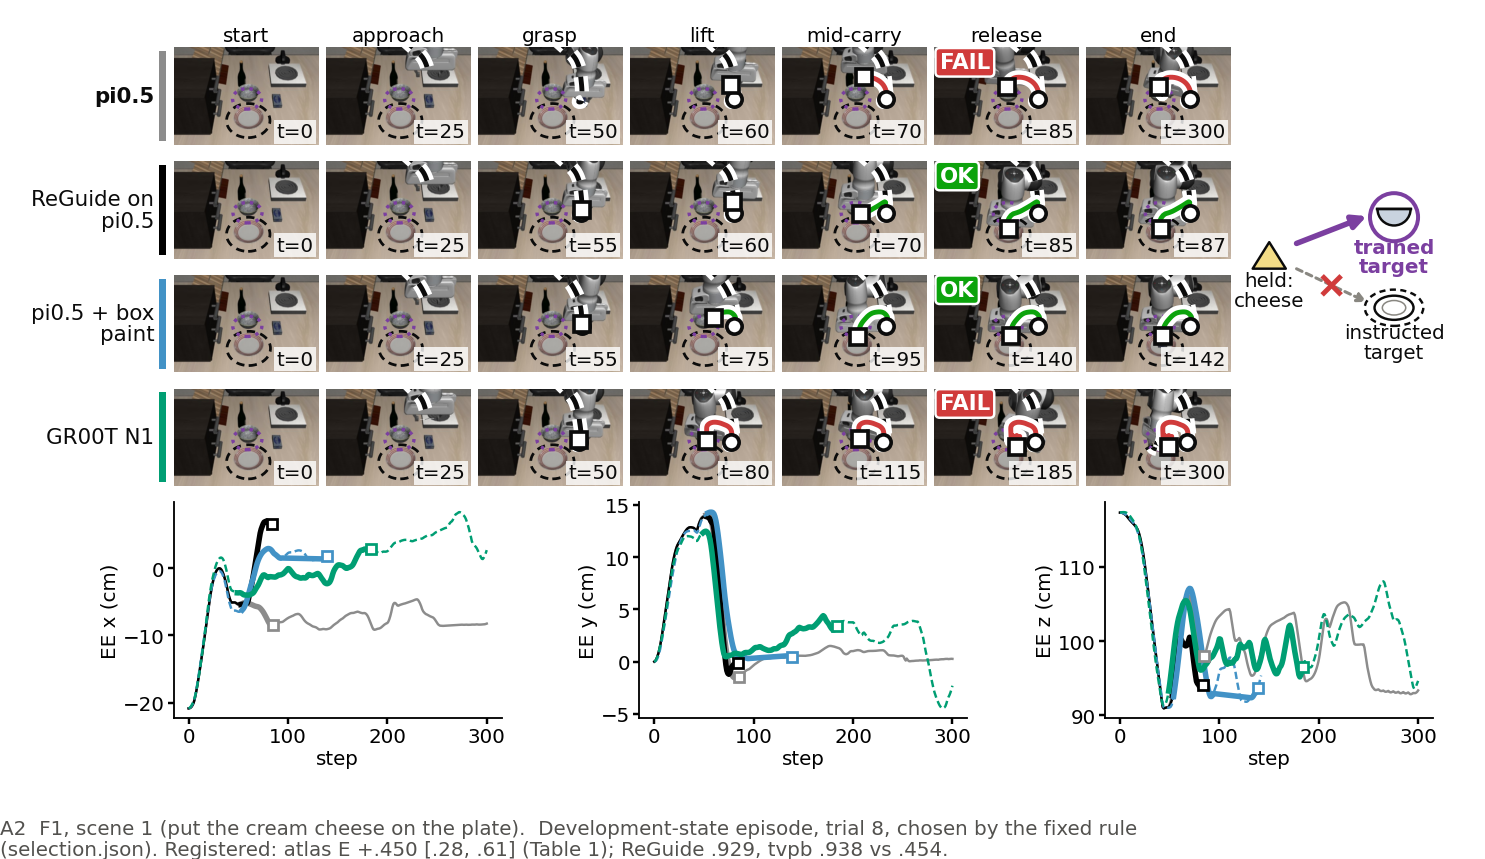 start approach grasp lift mid-carry release end
pi0.5
t=0 t=25 t=50 t=60 t=70 FAIL t=85 t=300
ReGuide on
pi0.5
t=0 t=25 t=55 t=60 t=70 OK t=85 t=87
pi0.5 + box
paint
t=0 t=25 t=55 t=75 t=95 OK t=140 t=142
GR00T N1
t=0 t=25 t=50 t=80 t=115 FAIL t=185 t=300
held:
cheese
trained
target
instructed
target
EE x (cm)
0
−10
−20
0 100 200 300
step
EE y (cm)
15
10
5
0
−5
0 100 200 300
step
EE z (cm)
110
100
90
0 100 200 300
step
A2 F1, scene 1 (put the cream cheese on the plate). Development-state episode, trial 8, chosen by the fixed rule
(selection.json). Registered: atlas E +.450 [.28, .61] (Table 1); ReGuide .929, tvpb .938 vs .454.